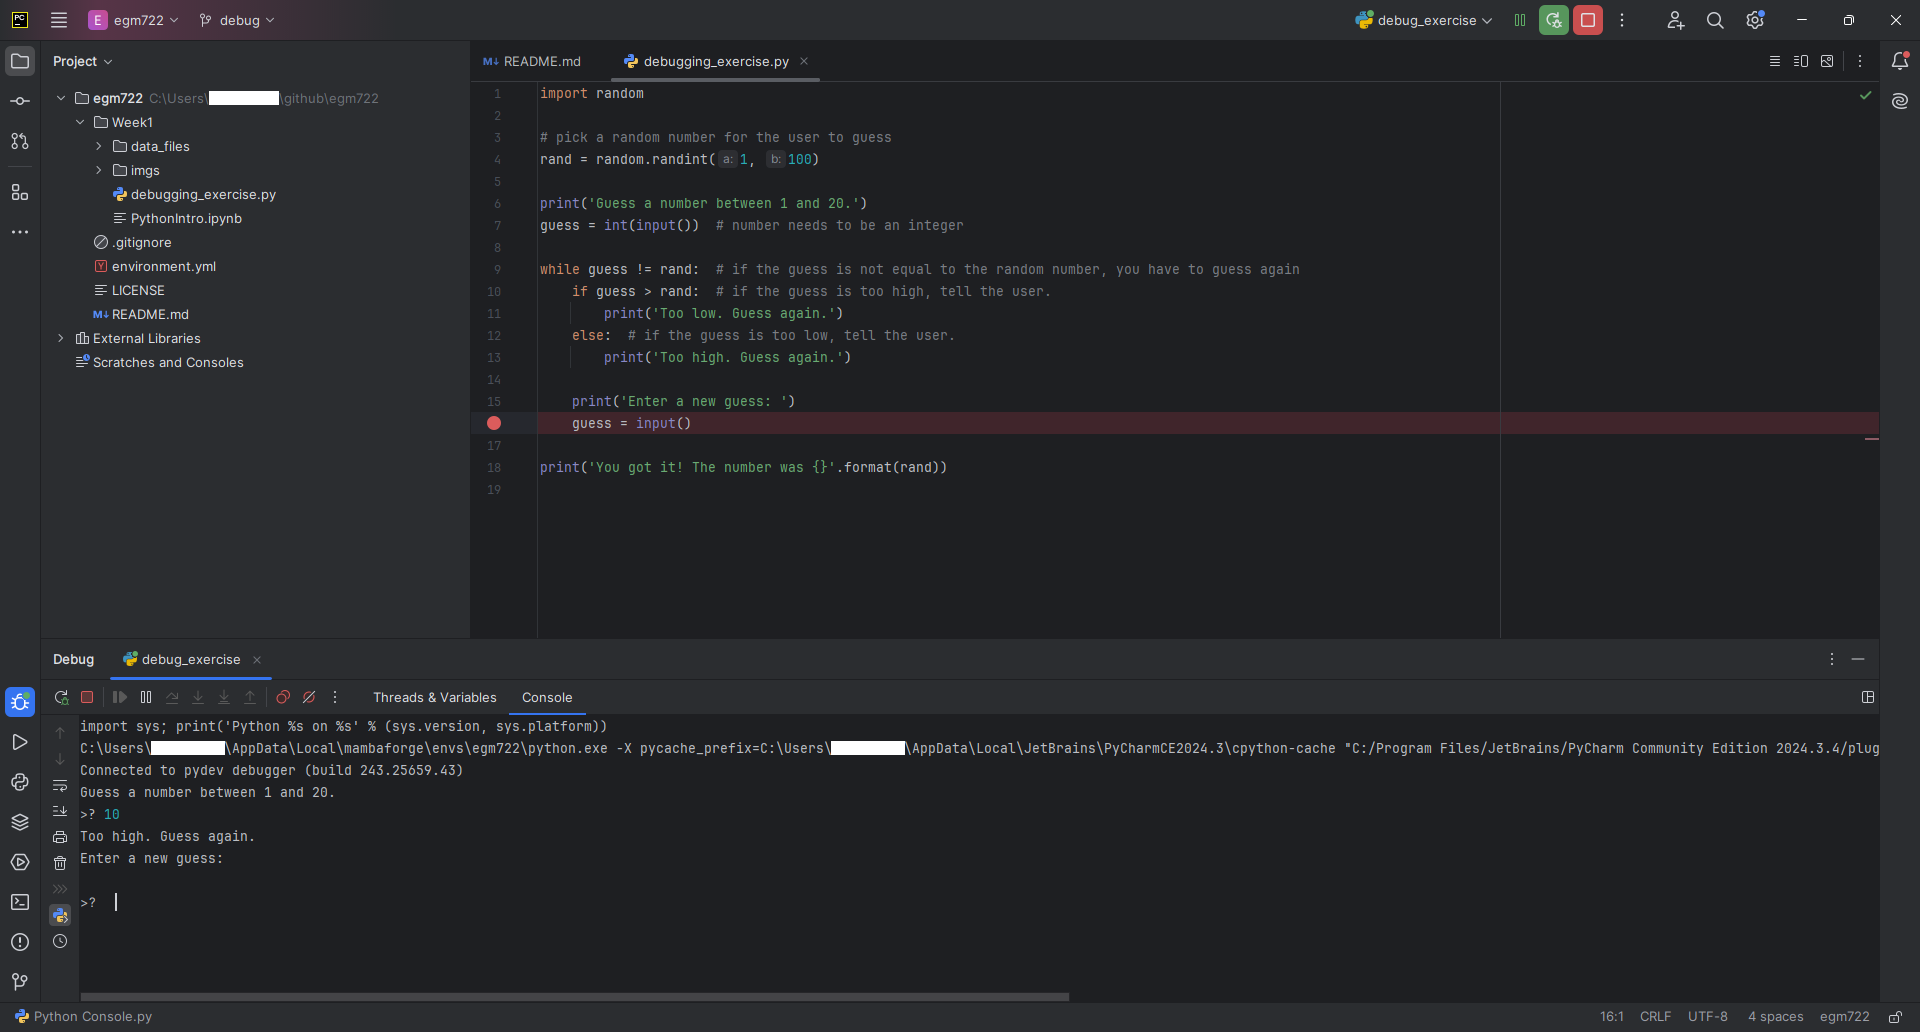 PC
E egm722
debug
debug_exercise
Project
egm722 C:\Users\ \github\egm722
Week1
data_files
imgs
debugging_exercise.py
PythonIntro.ipynb
.gitignore
Y environment.yml
LICENSE
M↓ README.md
External Libraries
Scratches and Consoles
M↓ README.md
debugging_exercise.py
1 import random
2
3 # pick a random number for the user to guess
4 rand = random.randint( a: 1, b: 100)
5
6 print('Guess a number between 1 and 20.')
7 guess = int(input())  # number needs to be an integer
8
9 while guess != rand:  # if the guess is not equal to the random number, you have to guess again
10     if guess > rand:  # if the guess is too high, tell the user.
11         print('Too low. Guess again.')
12     else:  # if the guess is too low, tell the user.
13         print('Too high. Guess again.')
14
15     print('Enter a new guess: ')
    guess = input()
17
18 print('You got it! The number was {}'.format(rand))
19
Debug
debug_exercise
Threads & Variables
Console
import sys; print('Python %s on %s' % (sys.version, sys.platform))
C:\Users\ \AppData\Local\mambaforge\envs\egm722\python.exe -X pycache_prefix=C:\Users\ \AppData\Local\JetBrains\PyCharmCE2024.3\cpython-cache "C:/Program Files/JetBrains/PyCharm Community Edition 2024.3.4/plug
Connected to pydev debugger (build 243.25659.43)
Guess a number between 1 and 20.
>? 10
Too high. Guess again.
Enter a new guess:
>?
Python Console.py
16:1 CRLF UTF-8 4 spaces egm722